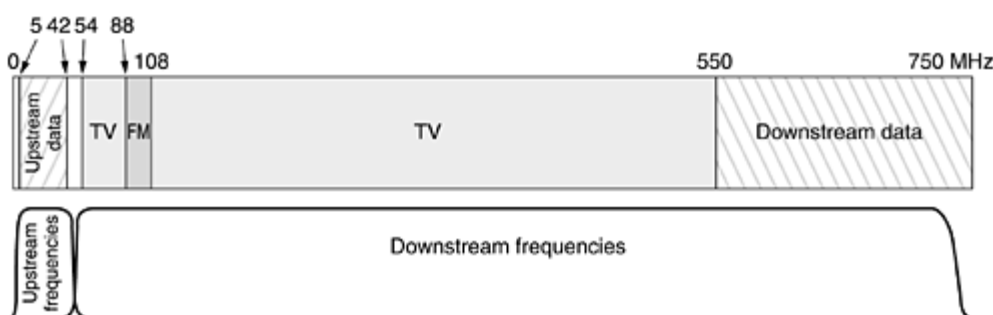 5 42 54 88
0 108 550 750 MHz
Upstream
data
TV FM TV Downstream data
Upstream
frequencies
Downstream frequencies